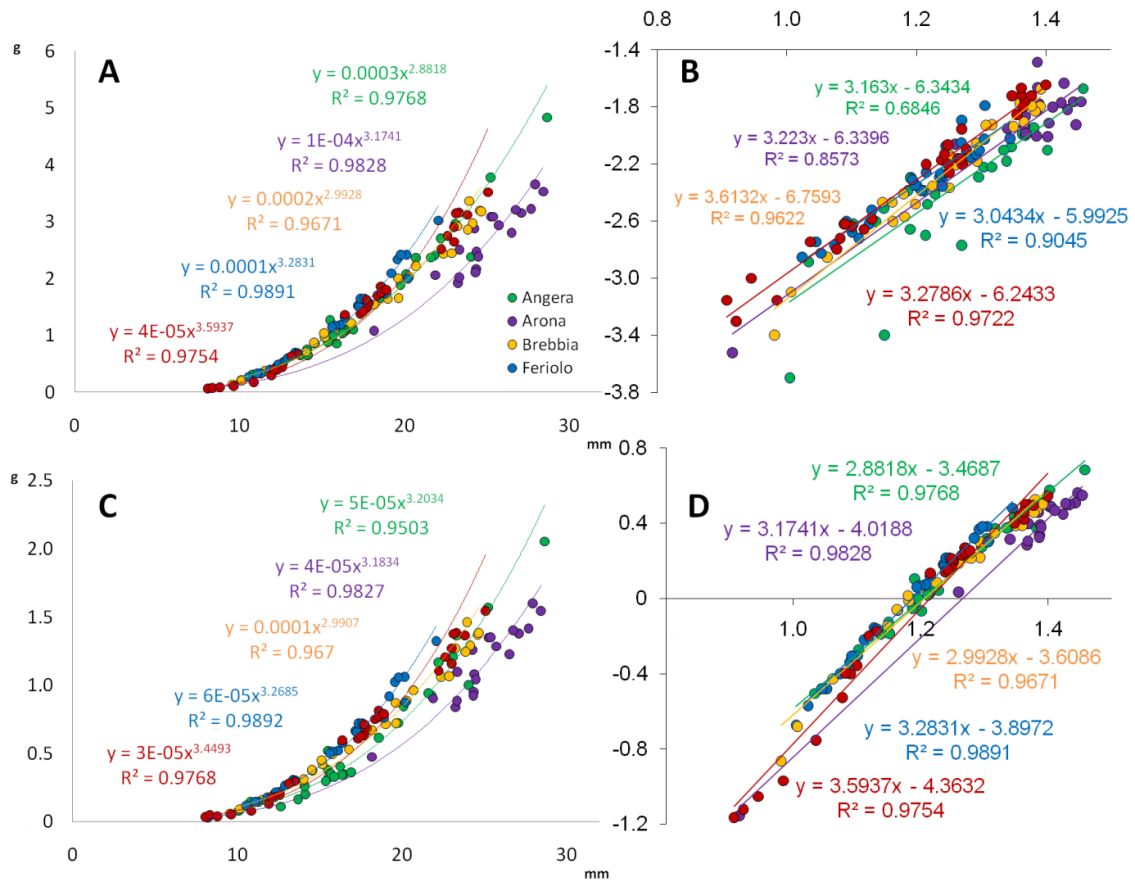 g
A
6
5
4
3
2
1
0
0
10
20
30
mm
y = 0.0003x^2.8818
R² = 0.9768
y = 1E-04x^3.1741
R² = 0.9828
y = 0.0002x^2.9928
R² = 0.9671
y = 0.0001x^3.2831
R² = 0.9891
y = 4E-05x^3.5937
R² = 0.9754
Angera
Arona
Brebbia
Feriolo
B
0.8
1.0
1.2
1.4
-1.4
-1.8
-2.2
-2.6
-3.0
-3.4
-3.8
y = 3.163x - 6.3434
R² = 0.6846
y = 3.223x - 6.3396
R² = 0.8573
y = 3.6132x - 6.7593
R² = 0.9622
y = 3.0434x - 5.9925
R² = 0.9045
y = 3.2786x - 6.2433
R² = 0.9722
g
C
2.5
2.0
1.5
1.0
0.5
0
0
10
20
30
mm
y = 5E-05x^3.2034
R² = 0.9503
y = 4E-05x^3.1834
R² = 0.9827
y = 0.0001x^2.9907
R² = 0.967
y = 6E-05x^3.2685
R² = 0.9892
y = 3E-05x^3.4493
R² = 0.9768
D
0.8
0.4
0
-0.4
-0.8
-1.2
1.0
1.2
1.4
y = 2.8818x - 3.4687
R² = 0.9768
y = 3.1741x - 4.0188
R² = 0.9828
y = 2.9928x - 3.6086
R² = 0.9671
y = 3.2831x - 3.8972
R² = 0.9891
y = 3.5937x - 4.3632
R² = 0.9754